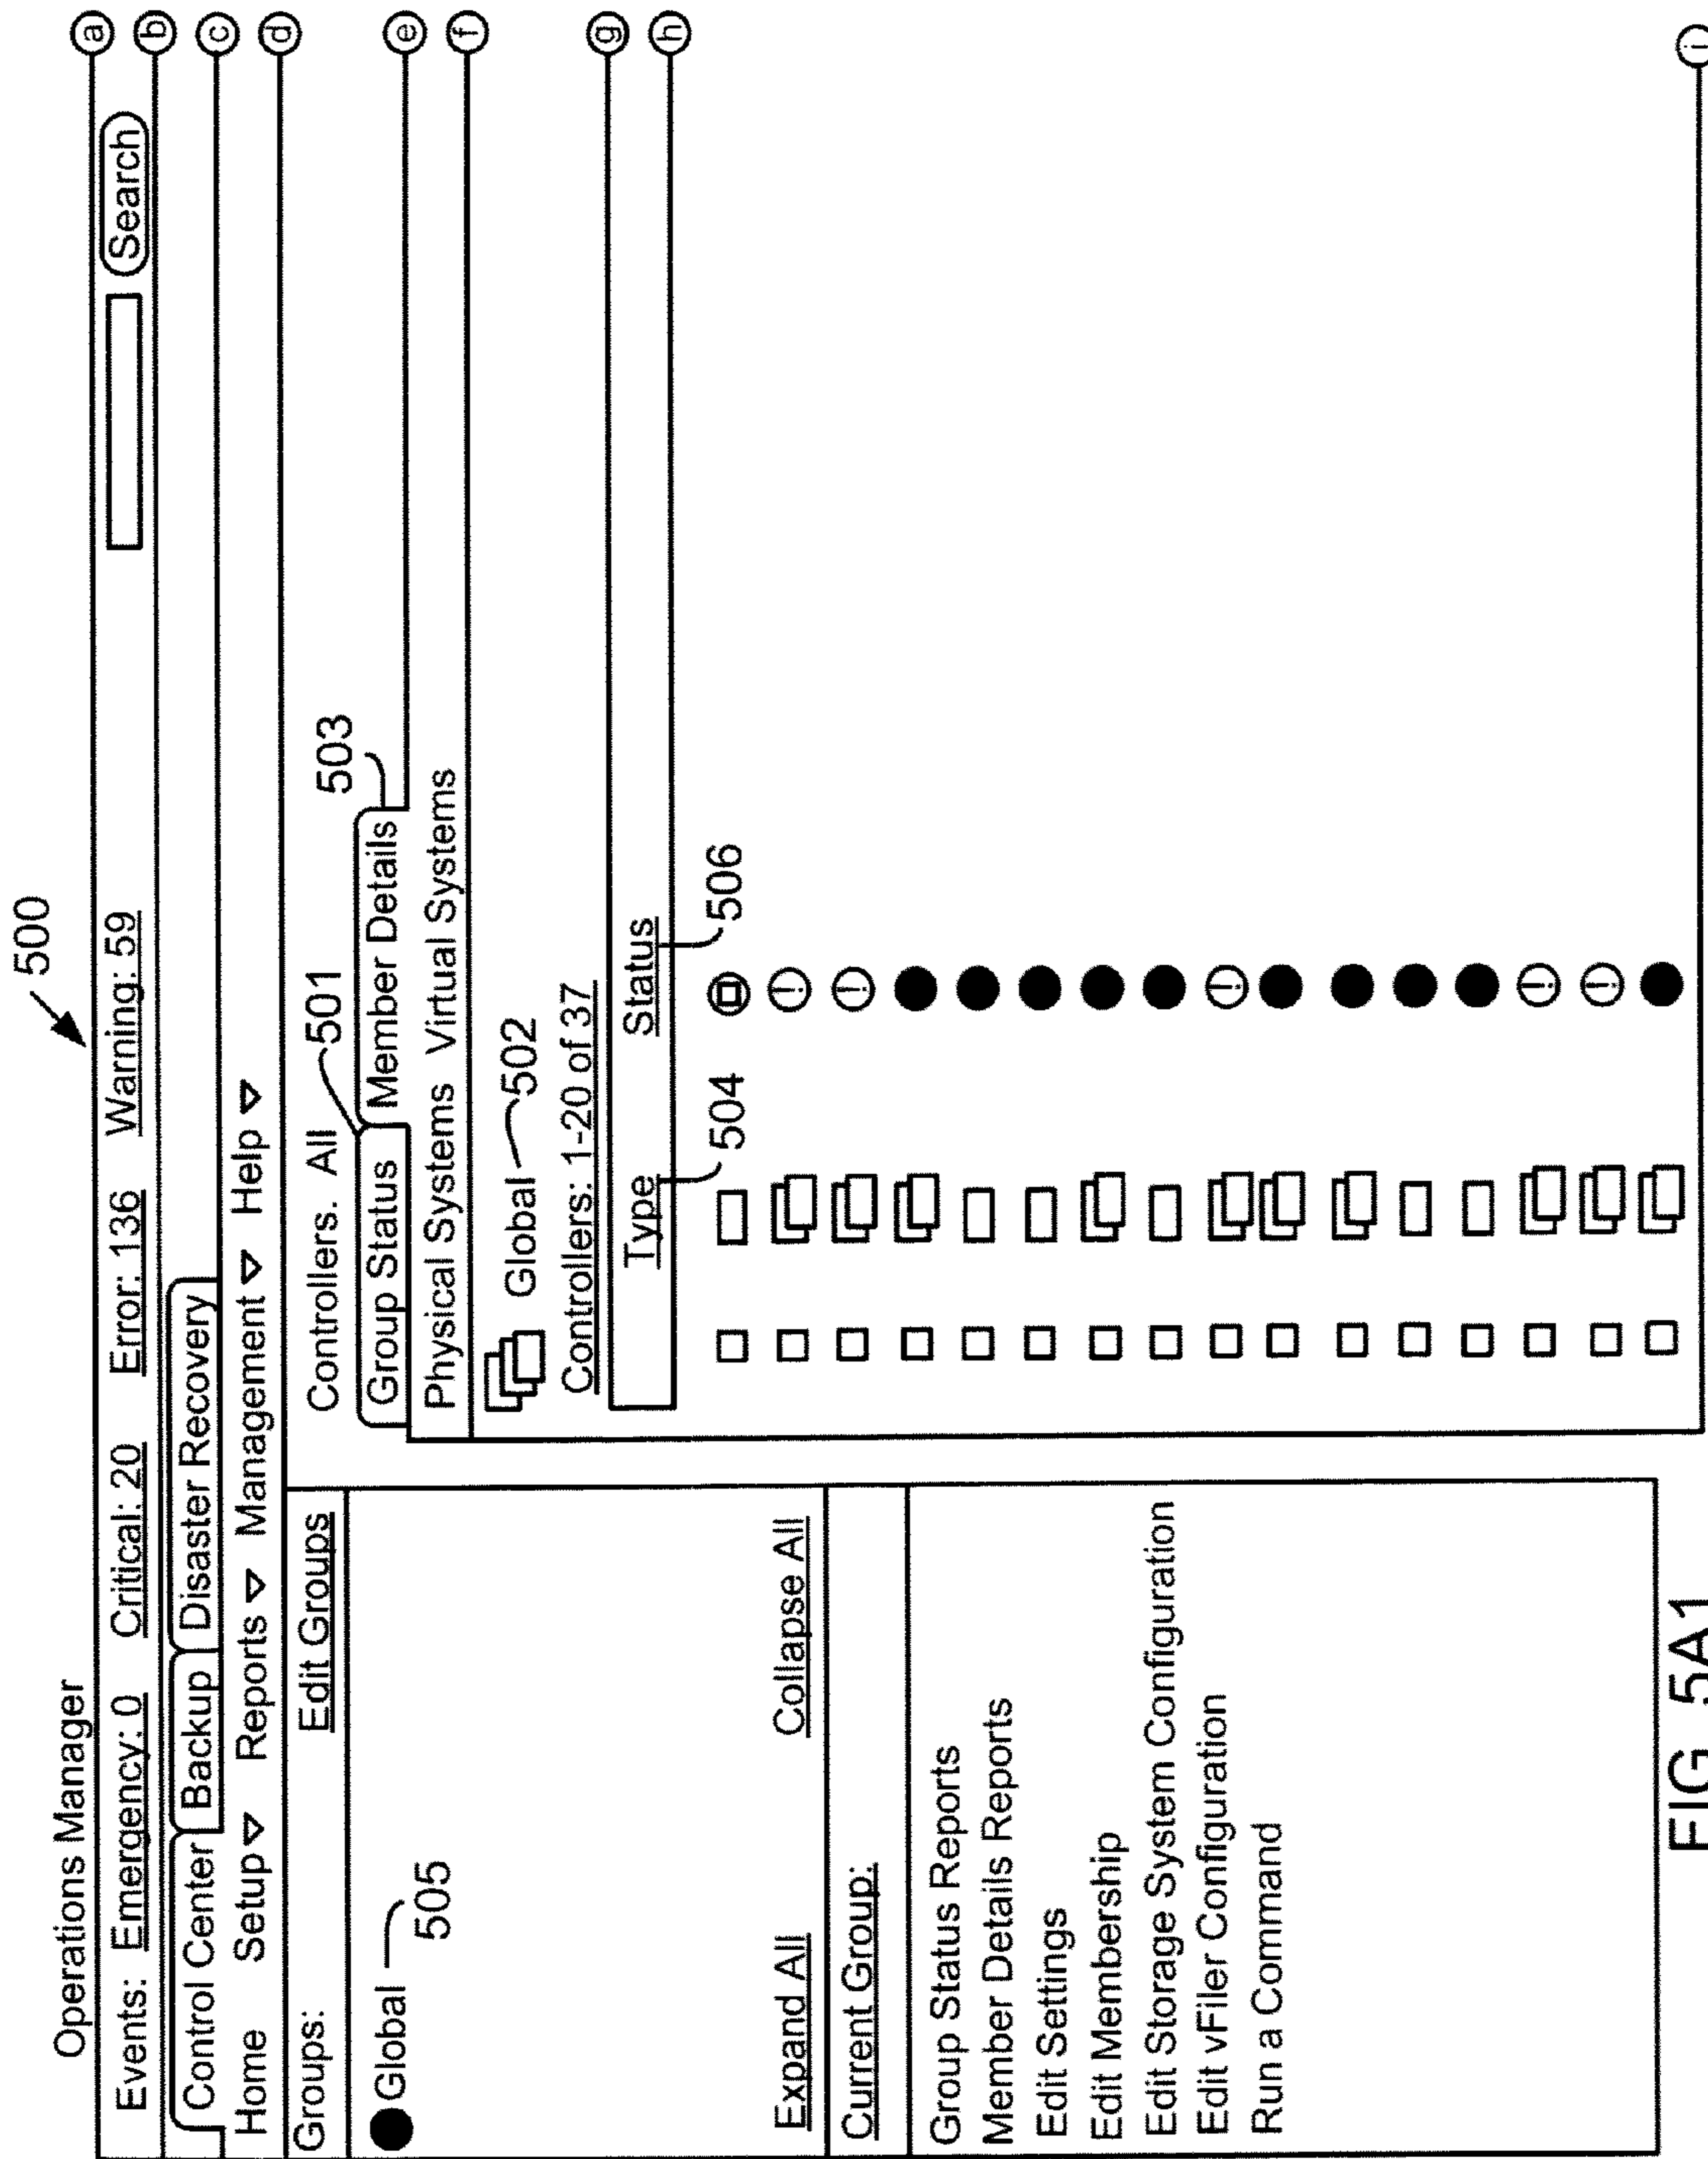 500
Operations Manager
a
Events: Emergency: 0 Critical: 20 Error: 136 Warning: 59 Search
b
Control Center Backup Disaster Recovery
c
Home Setup Reports Management Help
d
Groups: Edit Groups
Global
505
Expand All Collapse All
Current Group:
Group Status Reports
Member Details Reports
Edit Settings
Edit Membership
Edit Storage System Configuration
Edit vFiler Configuration
Run a Command
Controllers. All
501
503
Group Status Member Details
e
Physical Systems Virtual Systems
f
Global 502
Controllers: 1-20 of 37
g
Type Status
h
504 506
!
!
!
!
!
i
FIG. 5A1